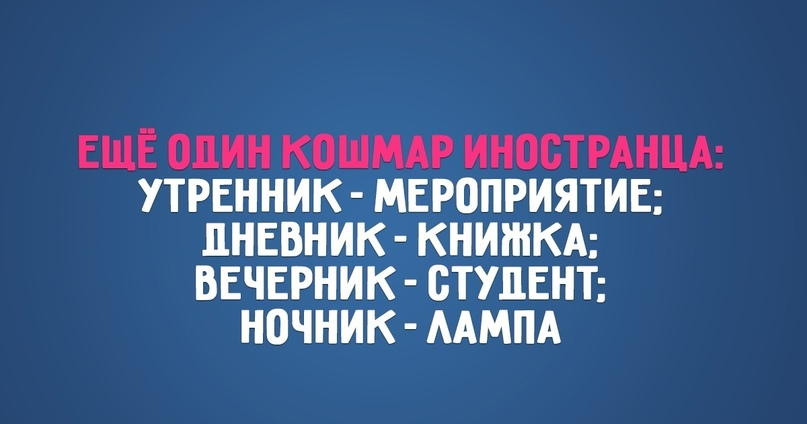 ЕЩЁ ОДИН КОШМАР ИНОСТРАНЦА:
УТРЕННИК - МЕРОПРИЯТИЕ;
ДНЕВНИК - КНИЖКА;
ВЕЧЕРНИК - СТУДЕНТ;
НОЧНИК - ЛАМПА